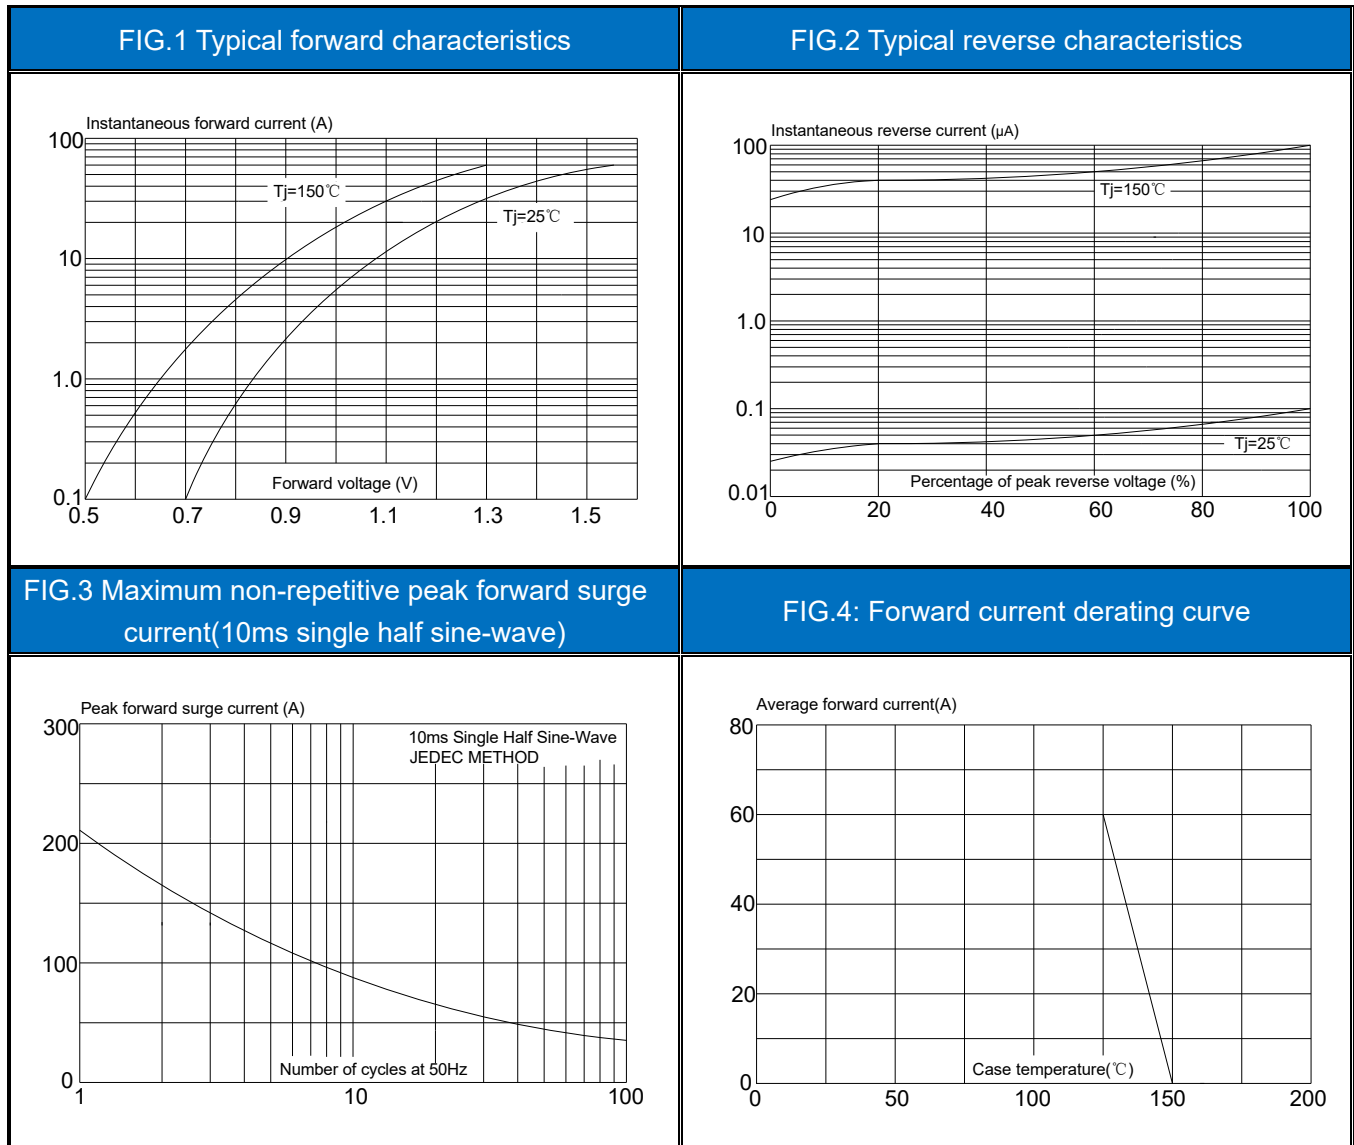 FIG.1 Typical forward characteristics
FIG.2 Typical reverse characteristics
Instantaneous forward current (A)
100
10
1.0
0.1
Tj=150℃
Tj=25℃
Forward voltage (V)
0.5 0.7 0.9 1.1 1.3 1.5
Instantaneous reverse current (μA)
100
10
1.0
0.1
0.01
Tj=150℃
Tj=25℃
Percentage of peak reverse voltage (%)
0 20 40 60 80 100
FIG.3 Maximum non-repetitive peak forward surge
current(10ms single half sine-wave)
FIG.4: Forward current derating curve
Peak forward surge current (A)
300
200
100
0
10ms Single Half Sine-Wave
JEDEC METHOD
Number of cycles at 50Hz
1 10 100
Average forward current(A)
80
60
40
20
0
Case temperature(℃)
0 50 100 150 200